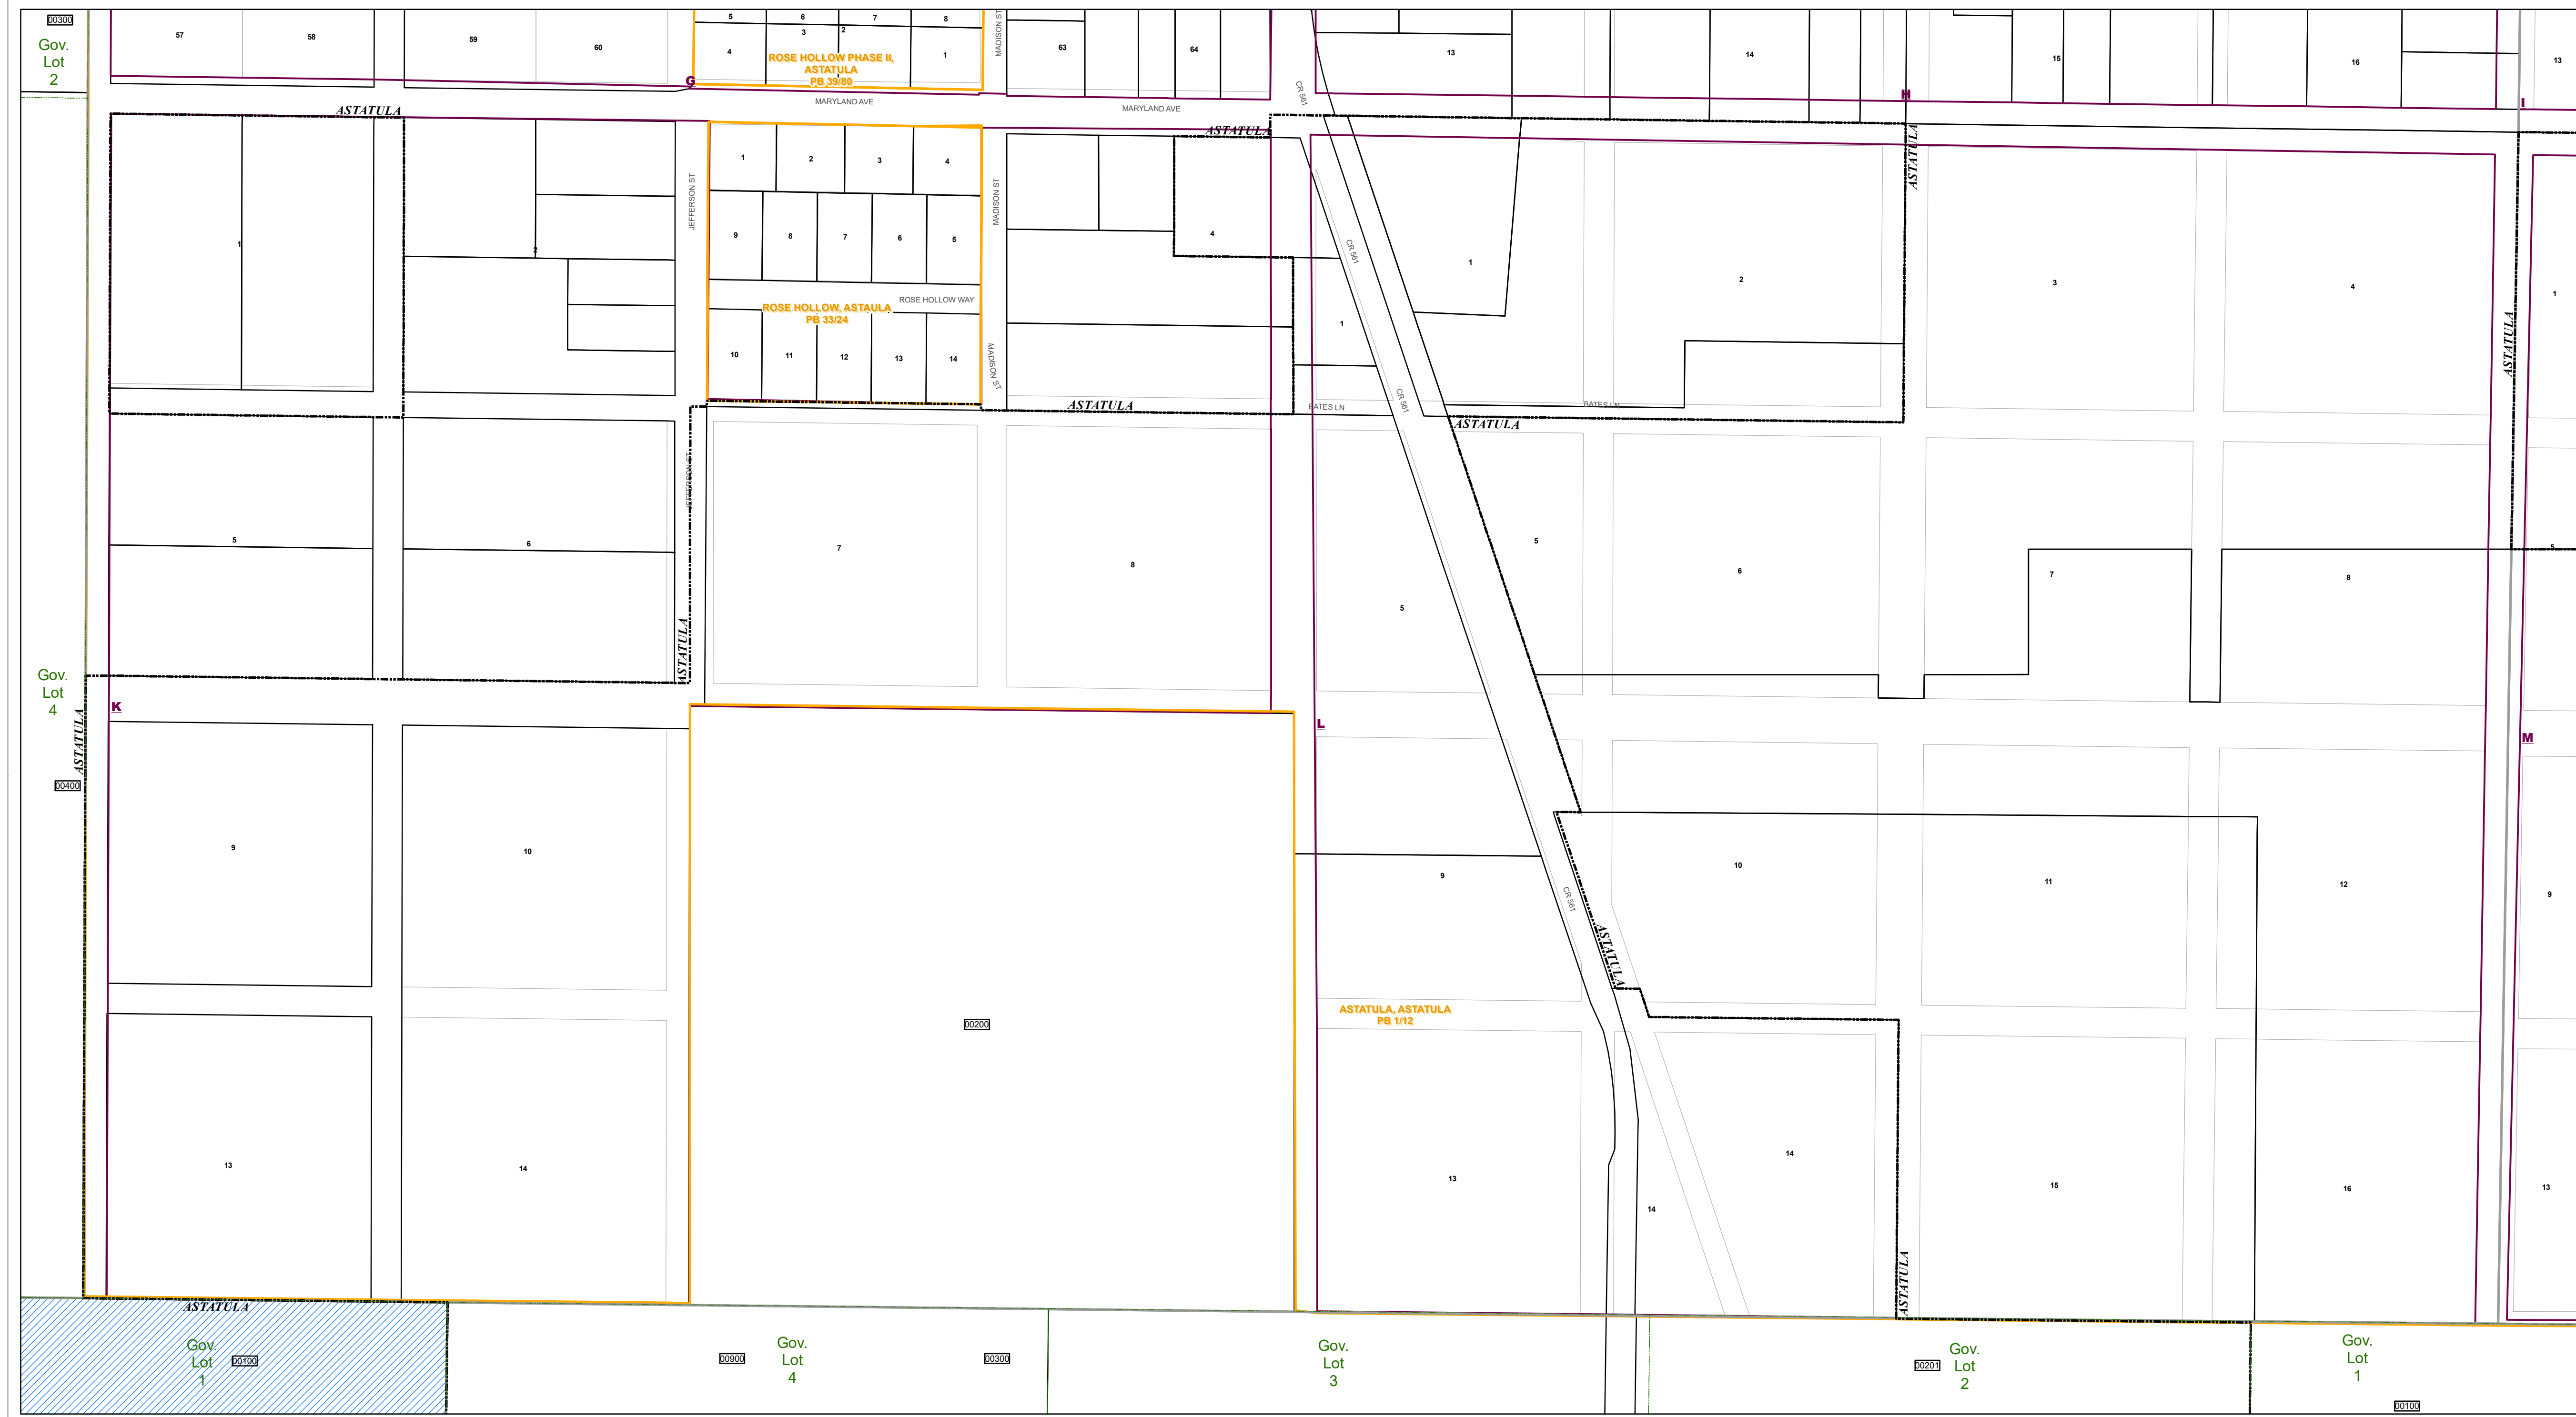 00300
Gov.
Lot
2
57
58
59
60
5
6
7
8
4
3
2
1
ROSE HOLLOW PHASE II,
ASTATULA
PB 39/80
MADISON ST
63
64
13
14
15
16
13
G
H
I
MARYLAND AVE
MARYLAND AVE
CR 561
ASTATULA
ASTATULA
ASTATULA
ASTATULA
1
2
JEFFERSON ST
1
2
3
4
9
8
7
6
5
ROSE HOLLOW WAY
ROSE HOLLOW, ASTAULA
PB 33/24
10
11
12
13
14
MADISON ST
MADISON ST
4
CR 561
1
1
2
3
4
1
CR 561
BATES LN
BATES LN
ASTATULA
ASTATULA
JEFFERSON ST
5
6
7
8
5
5
6
7
8
5
ASTATULA
Gov.
Lot
4
K
L
M
ASTATULA
00400
9
10
9
CR 561
10
11
12
9
ASTATULA
00200
ASTATULA, ASTATULA
PB 1/12
13
14
13
14
14
15
16
13
ASTATULA
ASTATULA
Gov.
Lot
1
00100
00900
Gov.
Lot
4
00300
Gov.
Lot
3
00201
Gov.
Lot
2
Gov.
Lot
1
00100